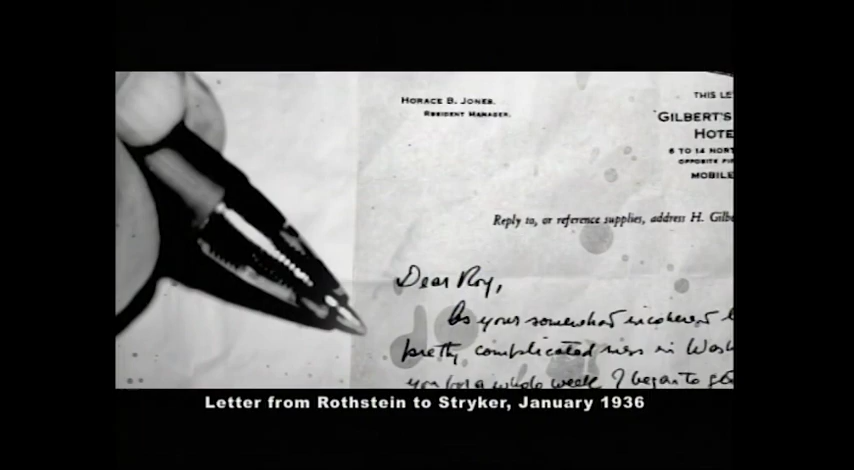 HORACE B. JONES.
RESIDENT MANAGER.
THIS LE
GILBERT'S
HOTE
6 TO 14 NORT
OPPOSITE
MOBILE
Reply to, or reference supplies, address H. Gilb
Dear Roy,
As your somewhat incoherent l
pretty complicated mess in Wash
you for a whole week I began to
Letter from Rothstein to Stryker, January 1936